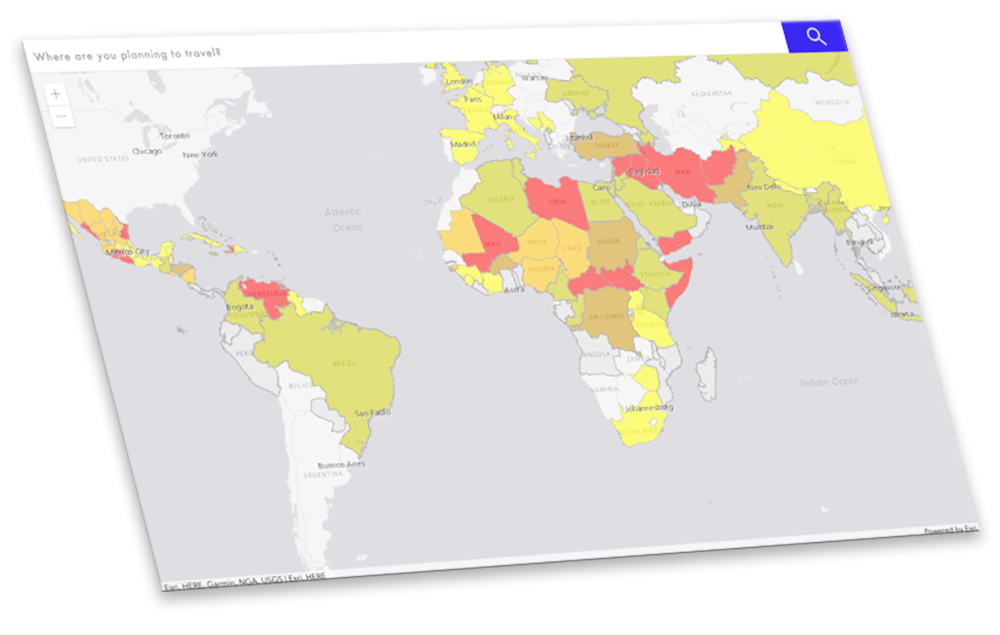 Where are you planning to travel?
+
−
London
Warsaw
UKRAINE
KAZAKHSTAN
MONGOLIA
Paris
FRANCE
Milan
Toronto
Chicago
New York
UNITED STATES
Madrid
Istanbul
TURKEY
CHINA
Baghdad
IRAN
New Delhi
Atlantic
Ocean
ALGERIA
LIBYA
Cairo
EGYPT
SAUDI ARABIA
Dubai
INDIA
Mumbai
Mexico City
MALI
NIGER
CHAD
SUDAN
Bangkok
NIGERIA
ETHIOPIA
Accra
VENEZUELA
Bogota
COLOMBIA
Singapore
Jakarta
DR CONGO
TANZANIA
PERU
BRAZIL
ANGOLA
Indian Ocean
BOLIVIA
NAMIBIA
Sao Paulo
Johannesburg
SOUTH AFRICA
Buenos Aires
ARGENTINA
Powered by Esri
Esri, HERE, Garmin, NGA, USGS | Esri, HERE